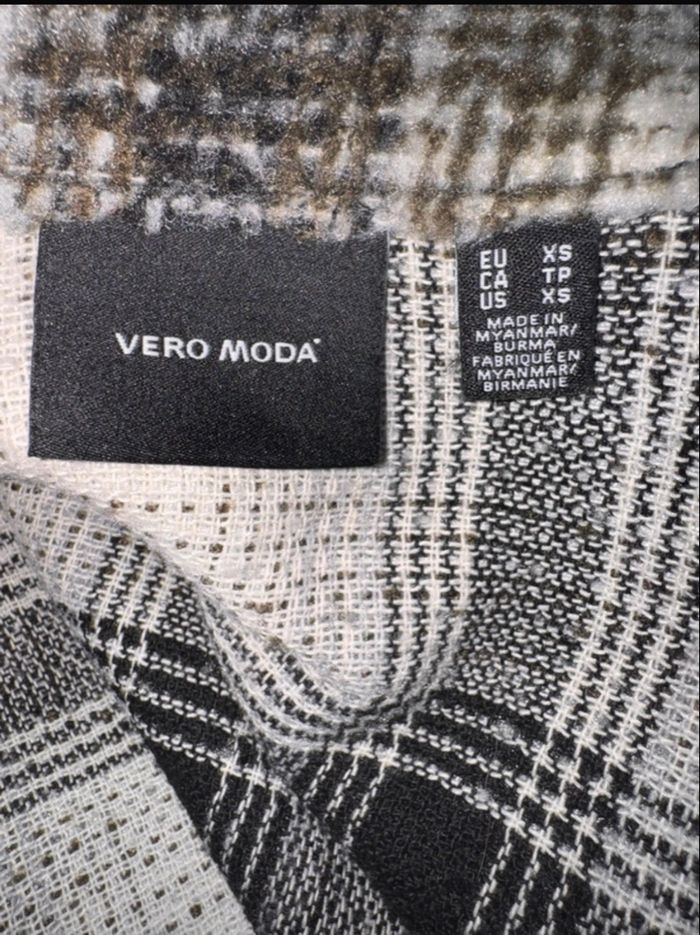 VERO MODA
EU XS
CA TP
US XS
MADE IN
MYANMAR/
BURMA
FABRIQUÉ EN
MYANMAR/
BIRMANIE